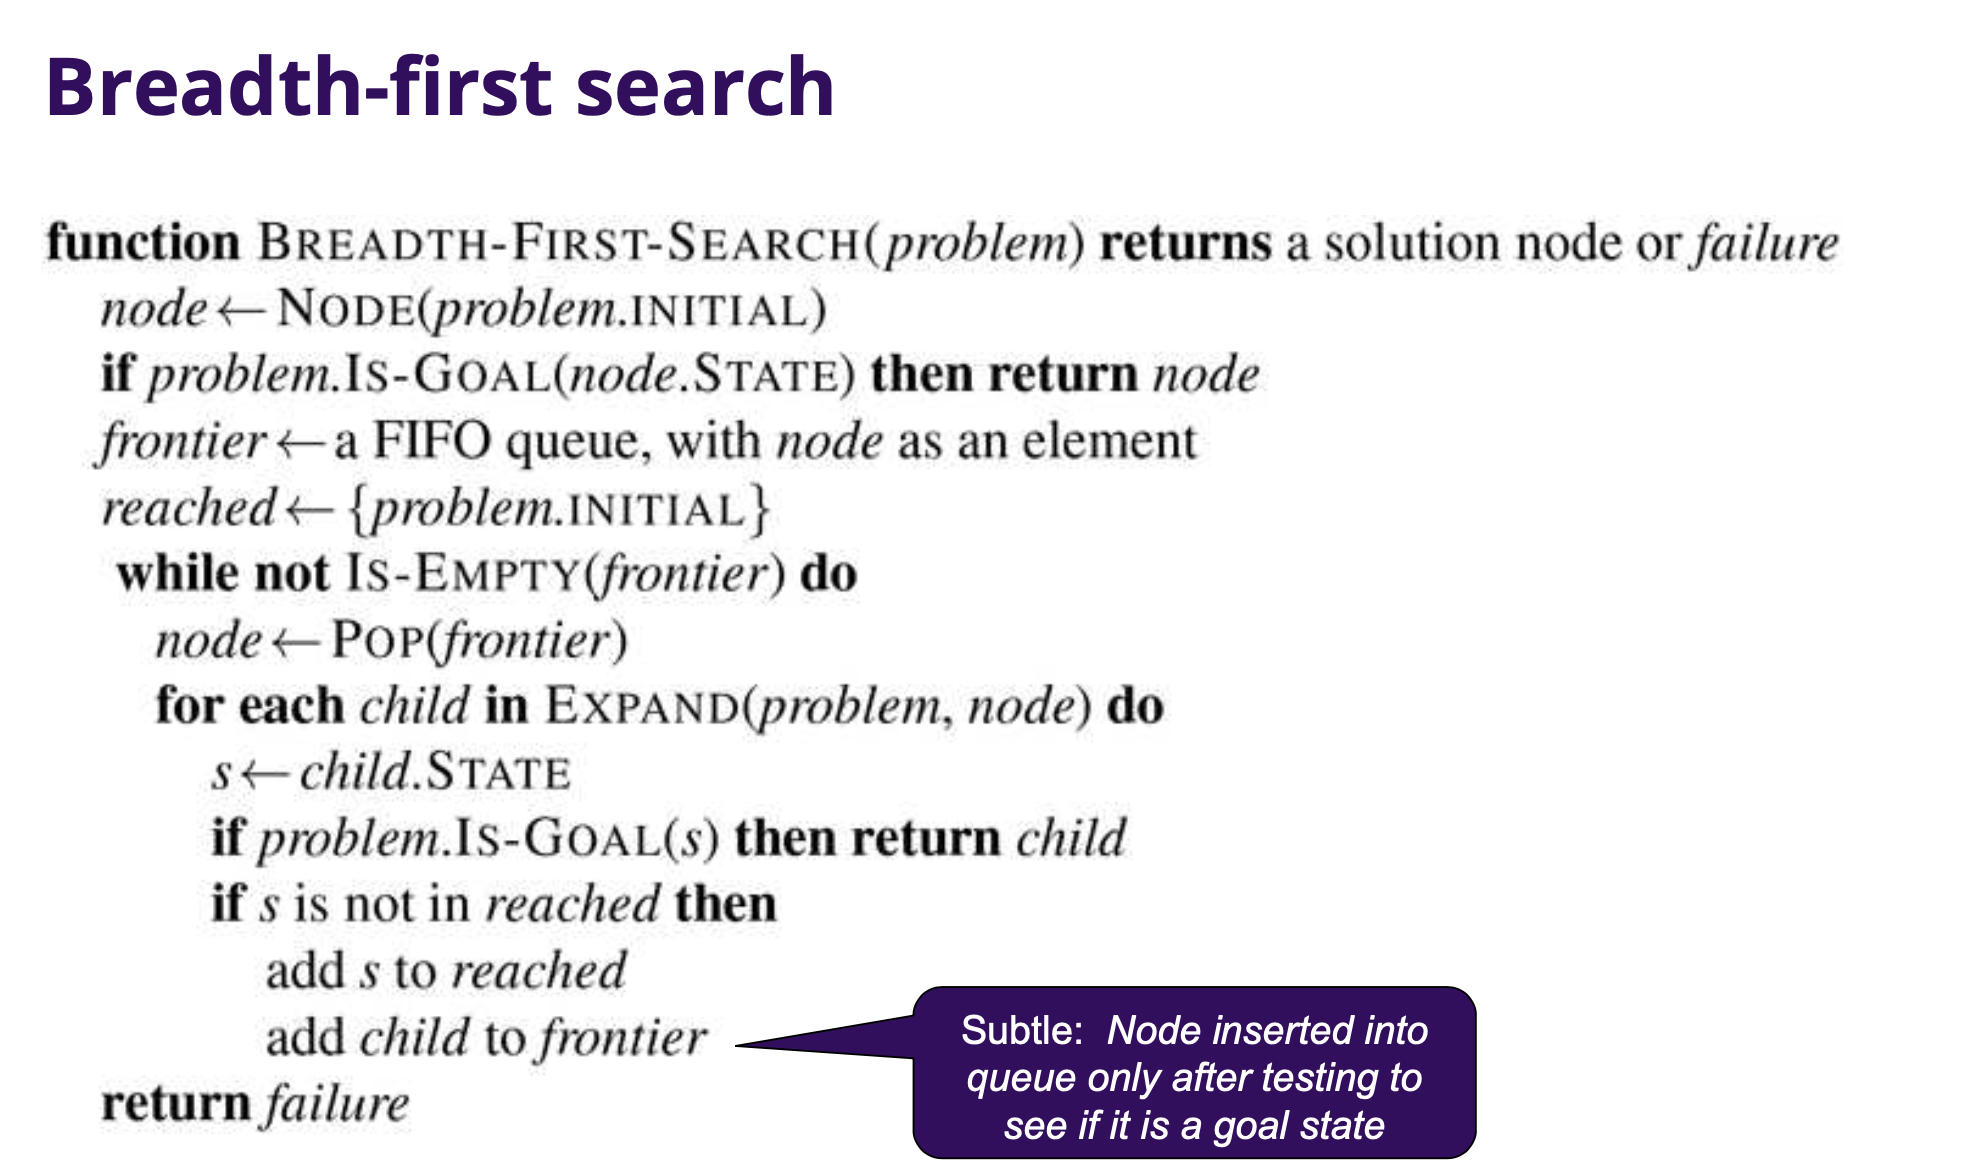 Breadth-first search
function BREADTH-FIRST-SEARCH(problem) returns a solution node or failure
node ← NODE(problem.INITIAL)
if problem.IS-GOAL(node.STATE) then return node
frontier ← a FIFO queue, with node as an element
reached ← {problem.INITIAL}
while not IS-EMPTY(frontier) do
node ← POP(frontier)
for each child in EXPAND(problem, node) do
s ← child.STATE
if problem.IS-GOAL(s) then return child
if s is not in reached then
add s to reached
add child to frontier
return failure
Subtle: Node inserted into
queue only after testing to
see if it is a goal state